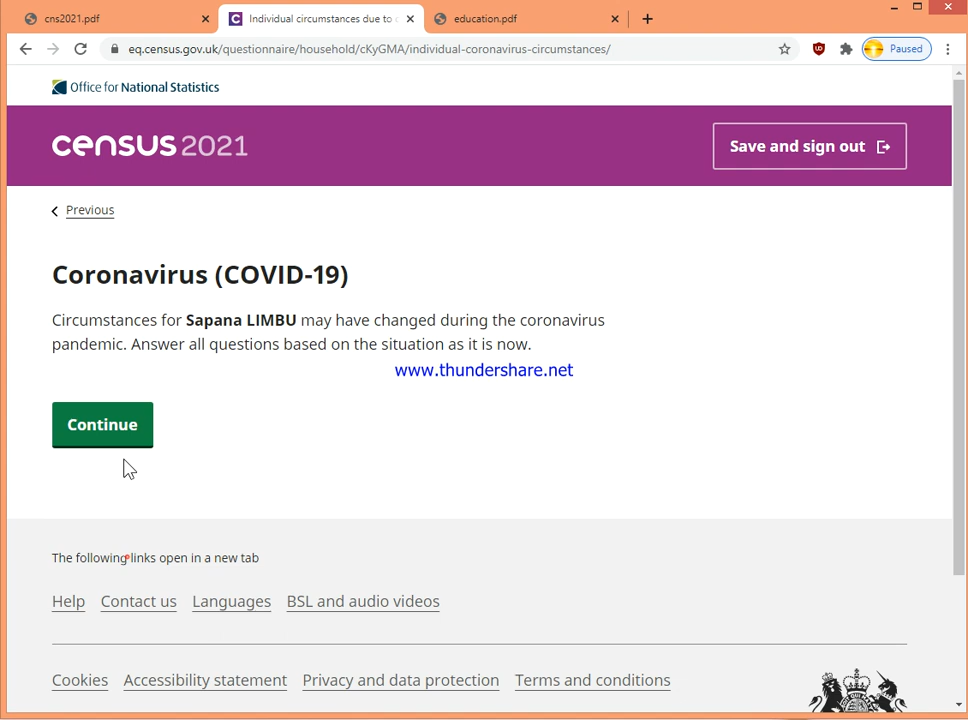 cns2021.pdf
Individual circumstances due to c
education.pdf
eq.census.gov.uk/questionnaire/household/cKyGMA/individual-coronavirus-circumstances/
Paused
Office for National Statistics
census 2021
Save and sign out
Previous
Coronavirus (COVID-19)
Circumstances for Sapana LIMBU may have changed during the coronavirus
pandemic. Answer all questions based on the situation as it is now.
www.thundershare.net
Continue
The following links open in a new tab
Help Contact us Languages BSL and audio videos
Cookies Accessibility statement Privacy and data protection Terms and conditions